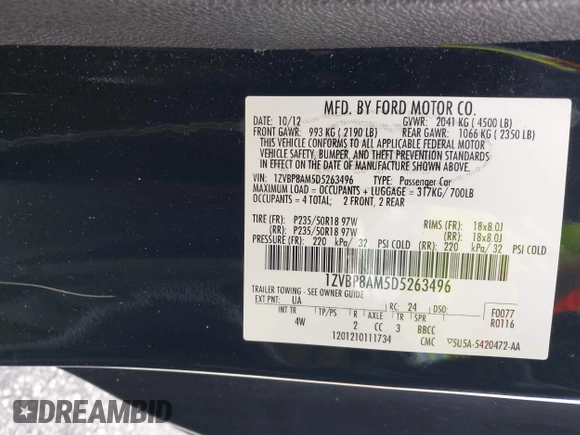 MFD. BY FORD MOTOR CO.
DATE: 10/12 GVWR: 2041 KG ( 4500 LB)
FRONT GAWR: 993 KG ( 2190 LB) REAR GAWR: 1066 KG ( 2350 LB)
THIS VEHICLE CONFORMS TO ALL APPLICABLE FEDERAL MOTOR
VEHICLE SAFETY, BUMPER, AND THEFT PREVENTION STANDARDS
IN EFFECT ON THE DATE OF MANUFACTURE SHOWN ABOVE.
VIN: 1ZVBP8AM5D5263496 TYPE: Passenger Car
MAXIMUM LOAD = OCCUPANTS + LUGGAGE = 317KG/ 700LB
OCCUPANTS = 4 TOTAL; 2 FRONT, 2 REAR
TIRE (FR): P235/50R18 97W RIMS (FR): 18x8.0J
(RR): P235/50R18 97W (RR): 18x8.0J
PRESSURE (FR): 220 kPa/ 32 PSI COLD (RR): 220 kPa/ 32 PSI COLD
1ZVBP8AM5D5263496
TRAILER TOWING - SEE OWNER GUIDE
EXT PNT: UA RC: 24 DSO: F0077
INT TR TP/PS R AXLE TR SPR R0116
4W 2 CC 3 BBCC
1201210111734 CMC 5U5A-5420472-AA
DREAMBID